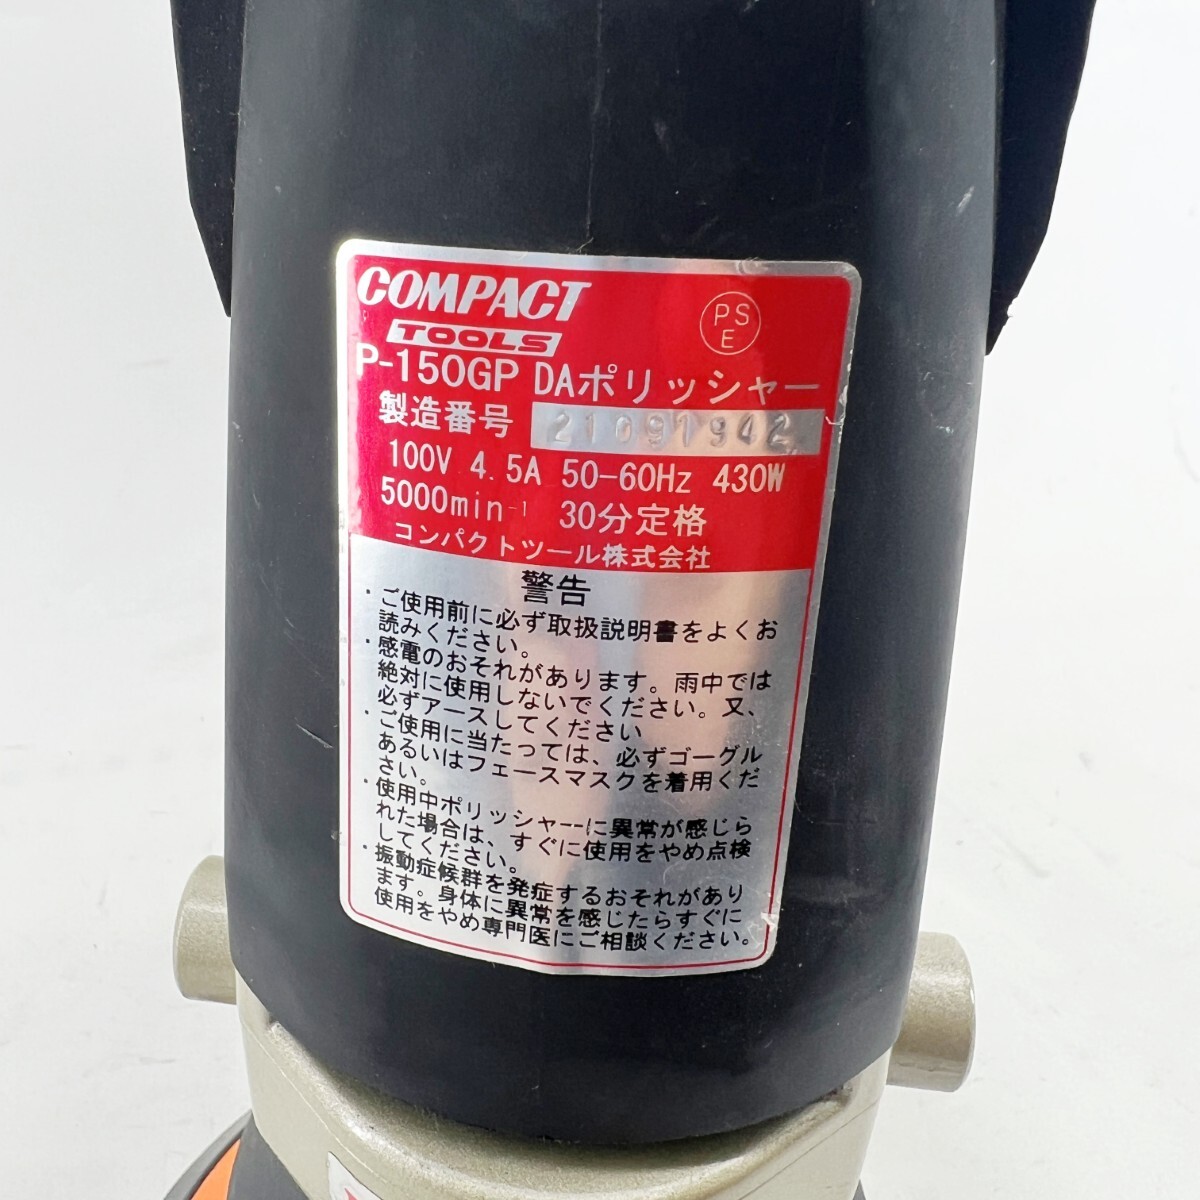 COMPACT
TOOLS
PS
E
P-150GP DAポリッシャー
製造番号 21091942
100V 4.5A 50-60Hz 430W
5000min-1 30分定格
コンパクトツール株式会社
警告
・ご使用前に必ず取扱説明書をよくお
読みください。
・感電のおそれがあります。雨中では
絶対に使用しないでください。又、
必ずアースしてください
・ご使用に当たっては、必ずゴーグル
あるいはフェースマスクを着用くだ
さい。
・使用中ポリッシャーに異常が感じら
れた場合は、すぐに使用をやめ点検
してください。
・振動症候群を発症するおそれがあり
ます。身体に異常を感じたらすぐに
使用をやめ専門医にご相談ください。